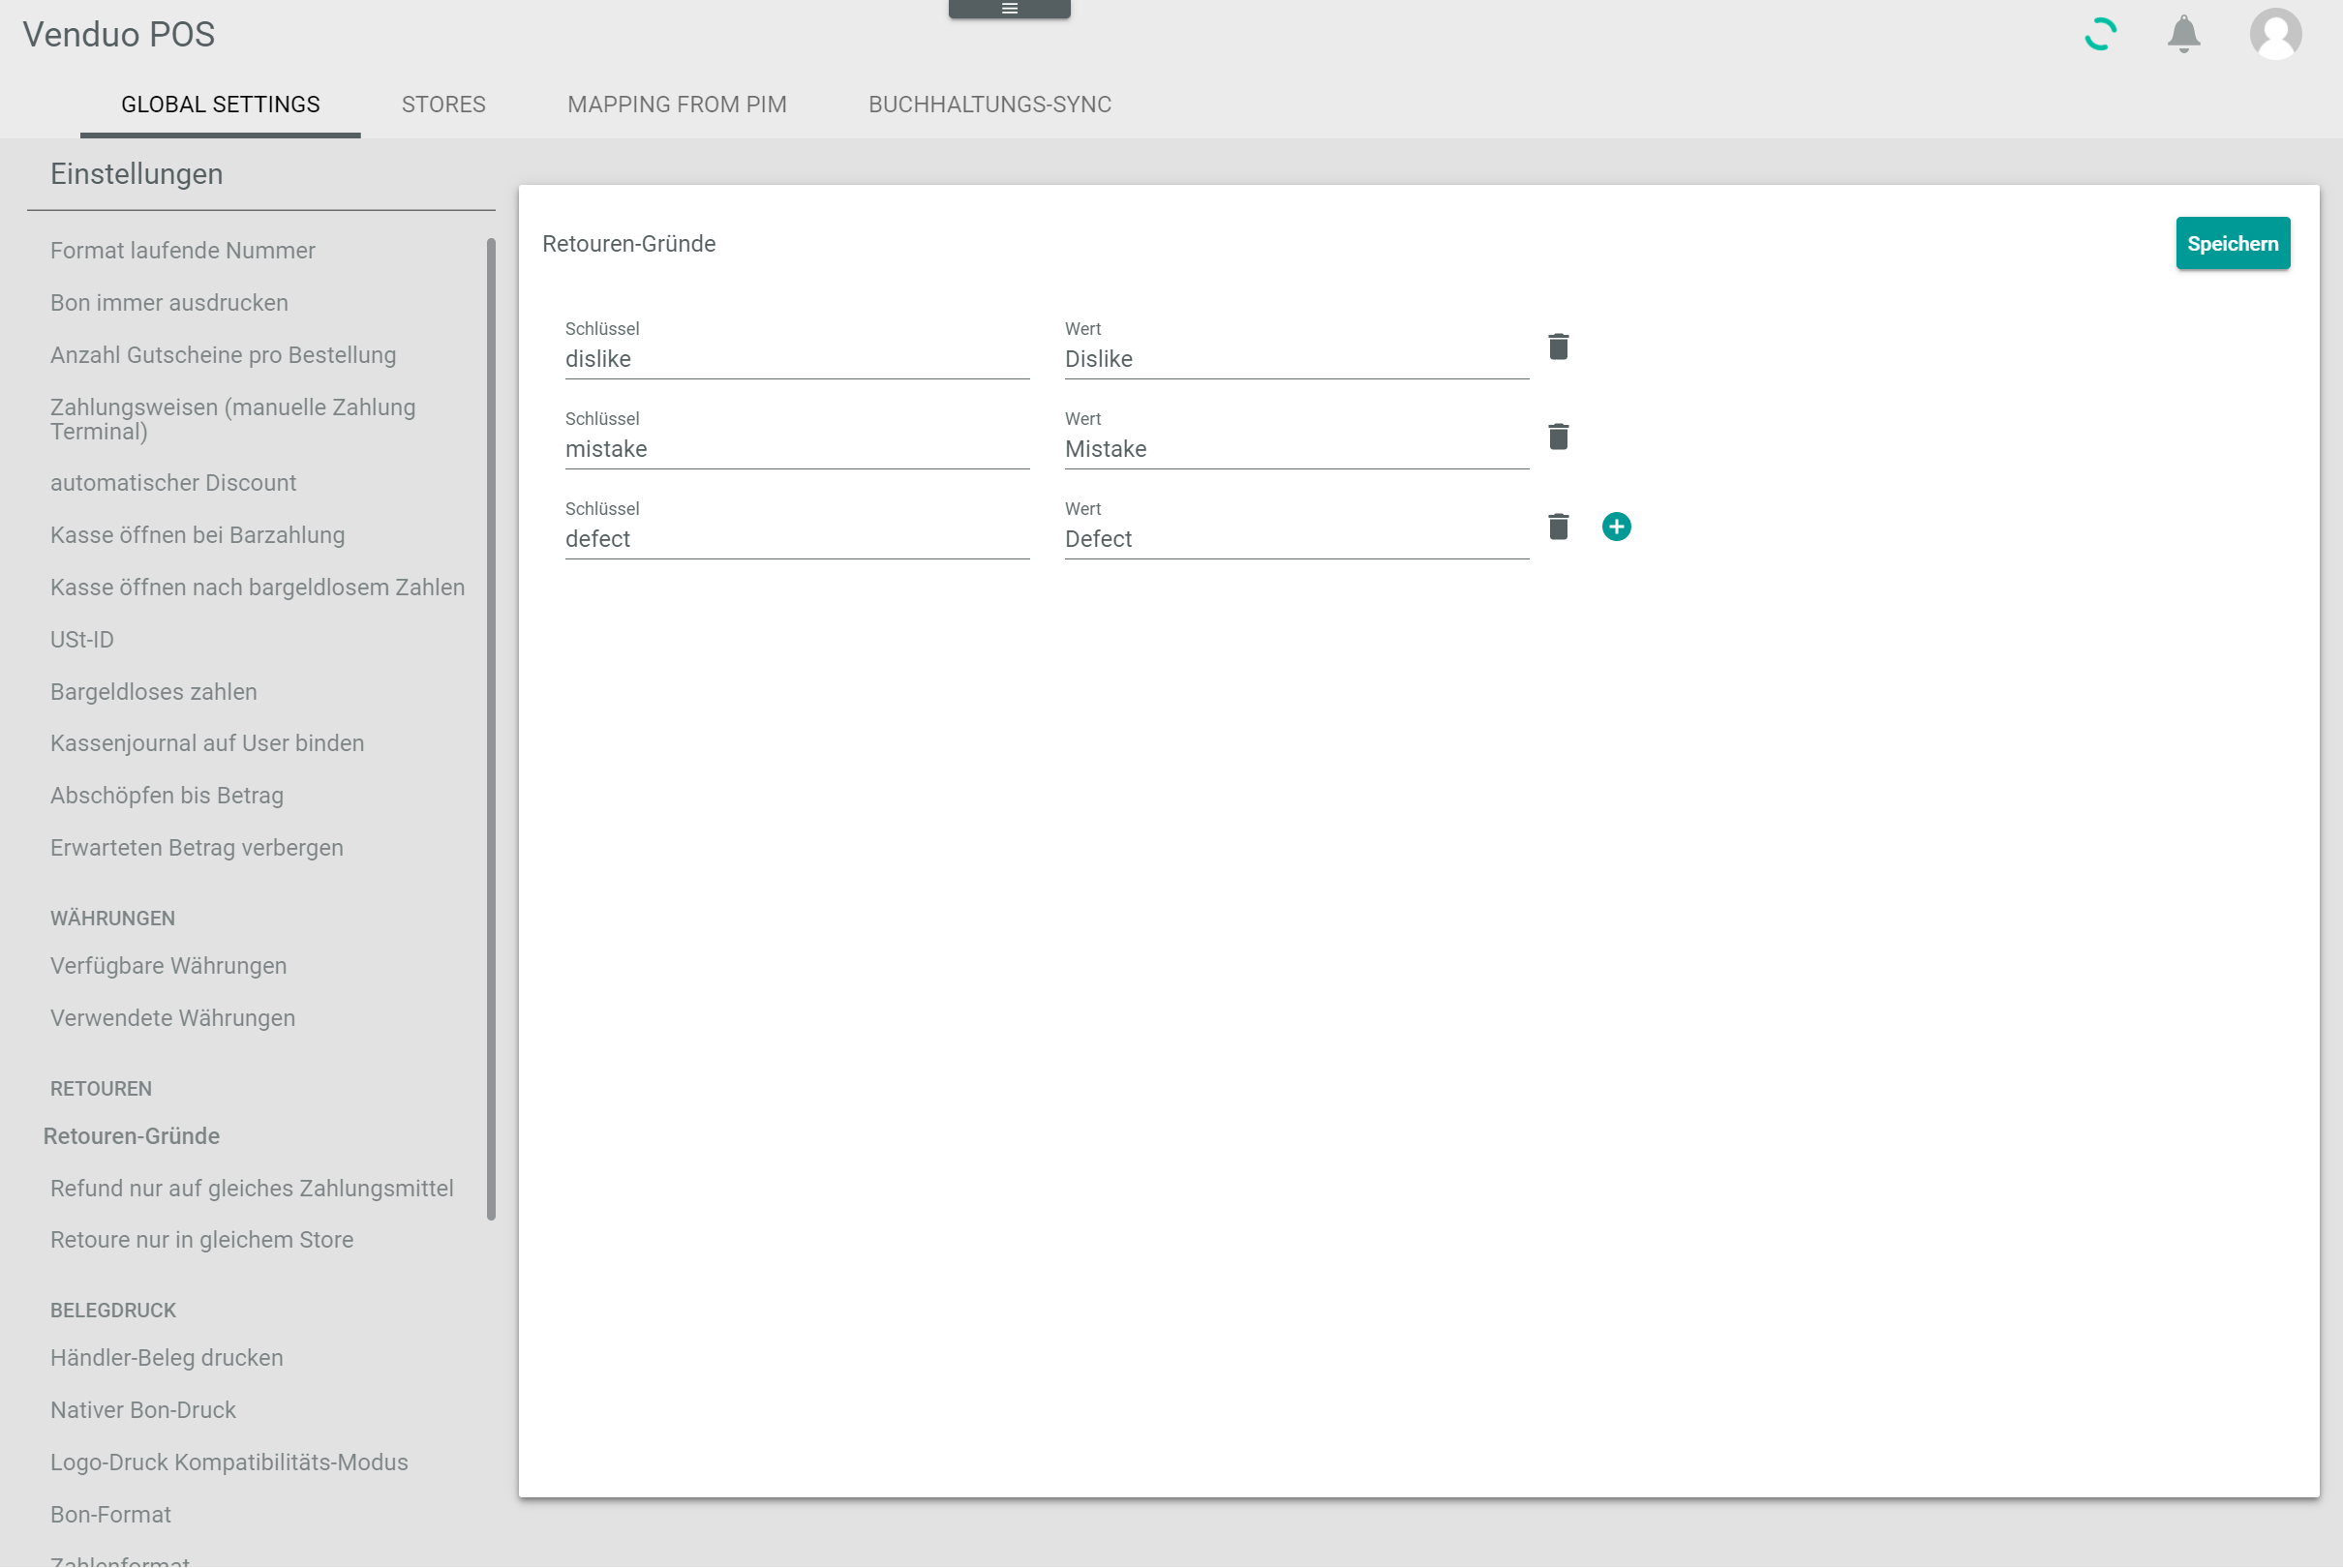 Venduo POS
GLOBAL SETTINGS
STORES
MAPPING FROM PIM
BUCHHALTUNGS-SYNC
Einstellungen
Format laufende Nummer
Bon immer ausdrucken
Anzahl Gutscheine pro Bestellung
Zahlungsweisen (manuelle Zahlung
Terminal)
automatischer Discount
Kasse öffnen bei Barzahlung
Kasse öffnen nach bargeldlosem Zahlen
USt-ID
Bargeldloses zahlen
Kassenjournal auf User binden
Abschöpfen bis Betrag
Erwarteten Betrag verbergen
WÄHRUNGEN
Verfügbare Währungen
Verwendete Währungen
RETOUREN
Retouren-Gründe
Refund nur auf gleiches Zahlungsmittel
Retoure nur in gleichem Store
BELEGDRUCK
Händler-Beleg drucken
Nativer Bon-Druck
Logo-Druck Kompatibilitäts-Modus
Bon-Format
Zahlenformat
Retouren-Gründe
Speichern
Schlüssel
dislike
Wert
Dislike
Schlüssel
mistake
Wert
Mistake
Schlüssel
defect
Wert
Defect